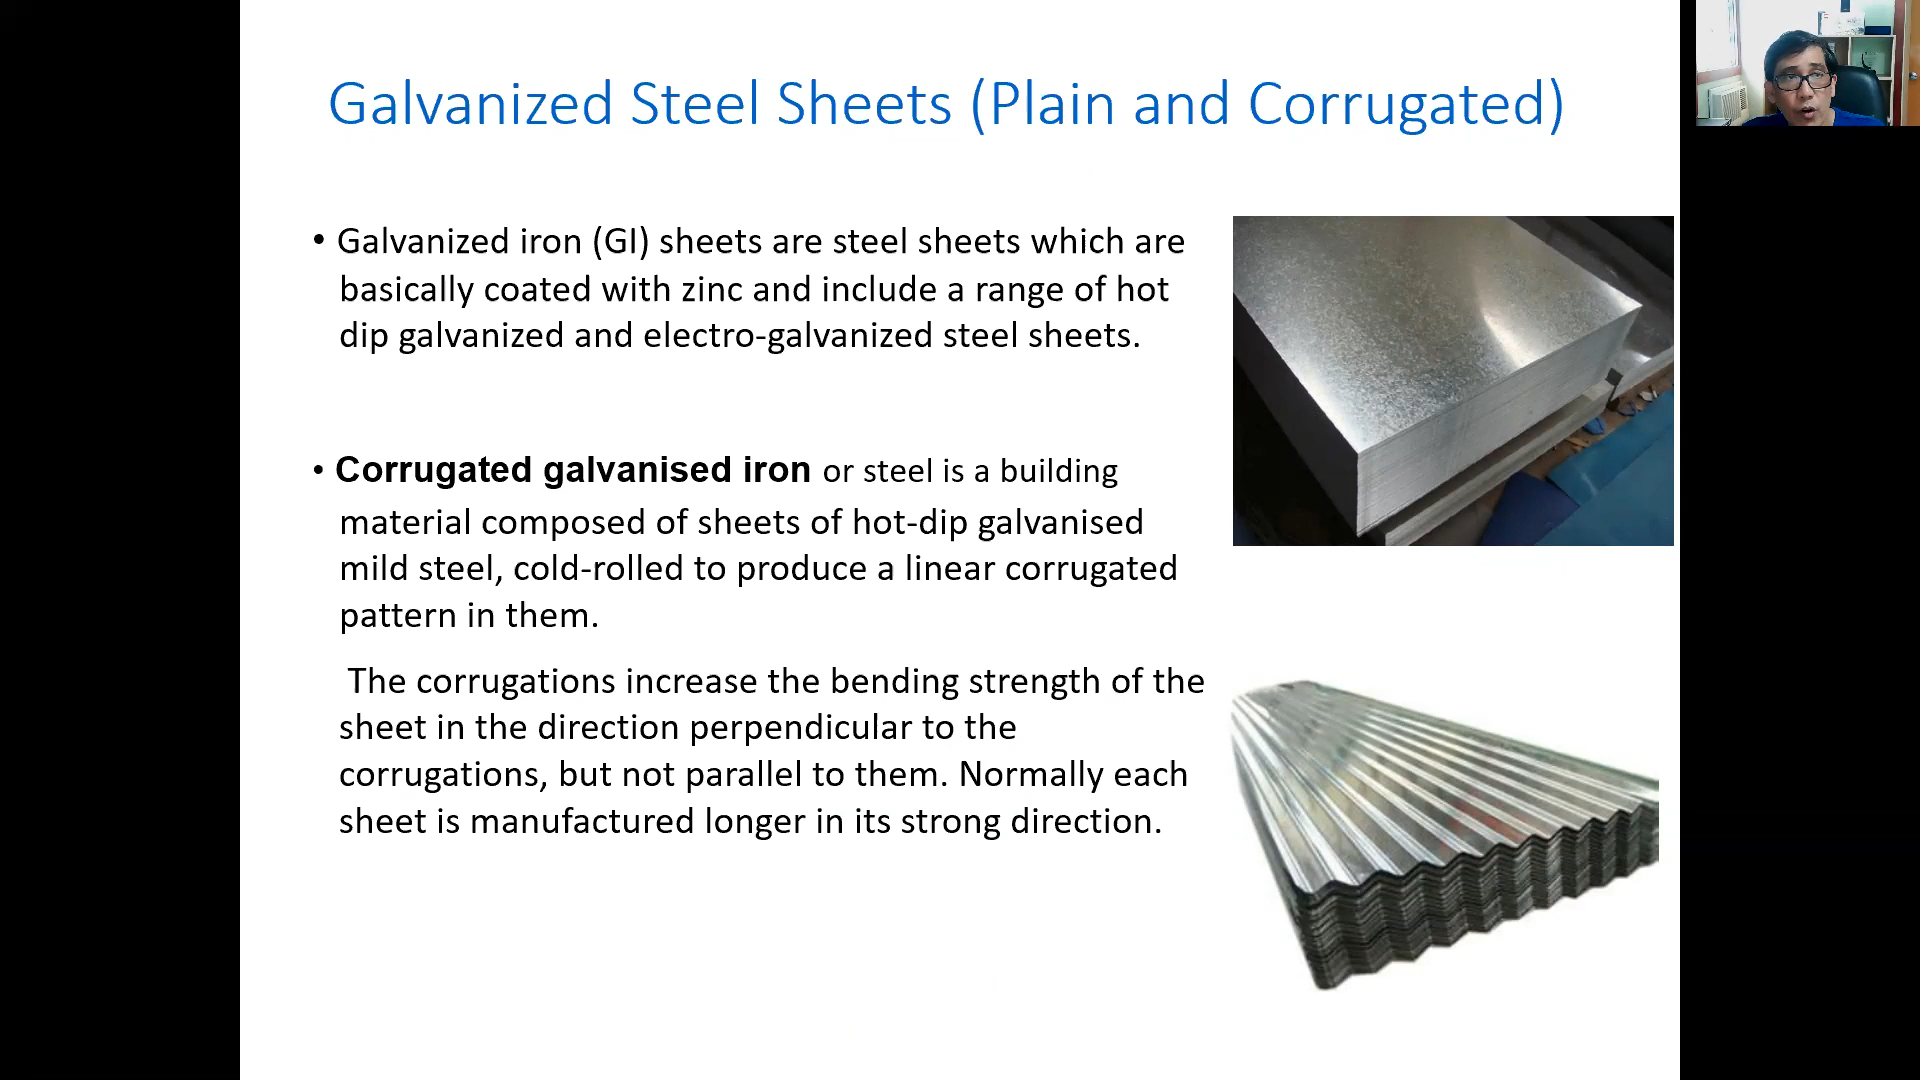 Galvanized Steel Sheets (Plain and Corrugated)
• Galvanized iron (GI) sheets are steel sheets which are
basically coated with zinc and include a range of hot
dip galvanized and electro-galvanized steel sheets.
• Corrugated galvanised iron or steel is a building
material composed of sheets of hot-dip galvanised
mild steel, cold-rolled to produce a linear corrugated
pattern in them.
The corrugations increase the bending strength of the
sheet in the direction perpendicular to the
corrugations, but not parallel to them. Normally each
sheet is manufactured longer in its strong direction.